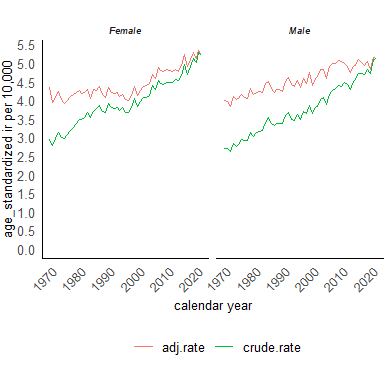 Female Male
age_standardized ir per 10,000
5.5
5.0
4.5
4.0
3.5
3.0
2.5
2.0
1.5
1.0
0.5
0.0
1970 1980 1990 2000 2010 2020 1970 1980 1990 2000 2010 2020
calendar year
adj.rate crude.rate